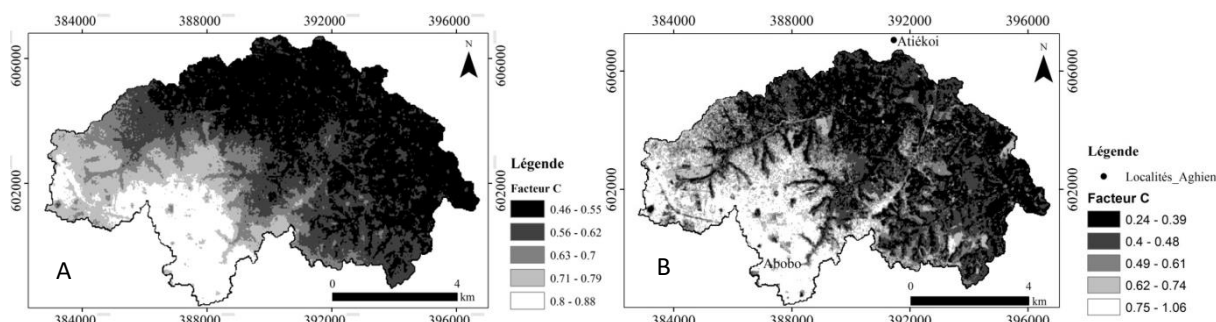 384000 388000 392000 396000
N
606000
602000
Légende
Facteur C
0.46 - 0.55
0.56 - 0.62
0.63 - 0.7
0.71 - 0.79
0.8 - 0.88
A
0 4
km
384000 388000 392000 396000
384000 388000 392000 396000
Atiékoi
N
606000
606000
602000
602000
Légende
Localités_Aghien
Facteur C
0.24 - 0.39
0.4 - 0.48
0.49 - 0.61
0.62 - 0.74
0.75 - 1.06
Abobo
B
0 4
km
384000 388000 392000 396000